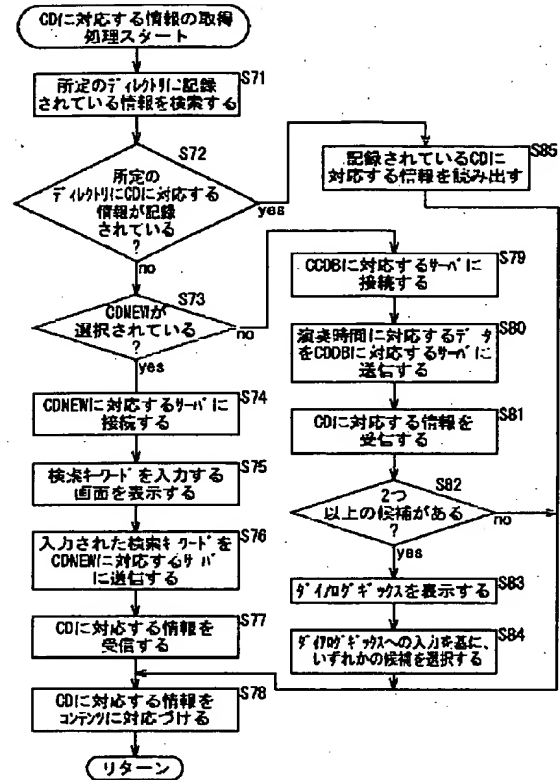 CDに対応する情報の取得
処理スタート
S71
所定のディレクトリに記録
されている情報を検索する
S72
所定の
ディレクトリにCDに対応する
情報が記録
されている
?
yes
no
S85
記録されているCDに
対応する情報を読み出す
S73
CDNEWが
選択されている
?
no
yes
S74
CDNEWに対応するサーバに
接続する
S75
検索キーワードを入力する
画面を表示する
S76
入力された検索キーワードを
CDNEWに対応するサーバ
に送信する
S77
CDに対応する情報を
受信する
S78
CDに対応する情報を
コンテンツに対応づける
リターン
S79
CCDBに対応するサーバに
接続する
S80
演奏時間に対応するデータ
をCDDBに対応するサーバに
送信する
S81
CDに対応する情報を
受信する
S82
2つ
以上の候補がある
?
no
yes
S83
ダイアログボックスを表示する
S84
ダイアログボックスへの入力を基に、
いずれかの候補を選択する